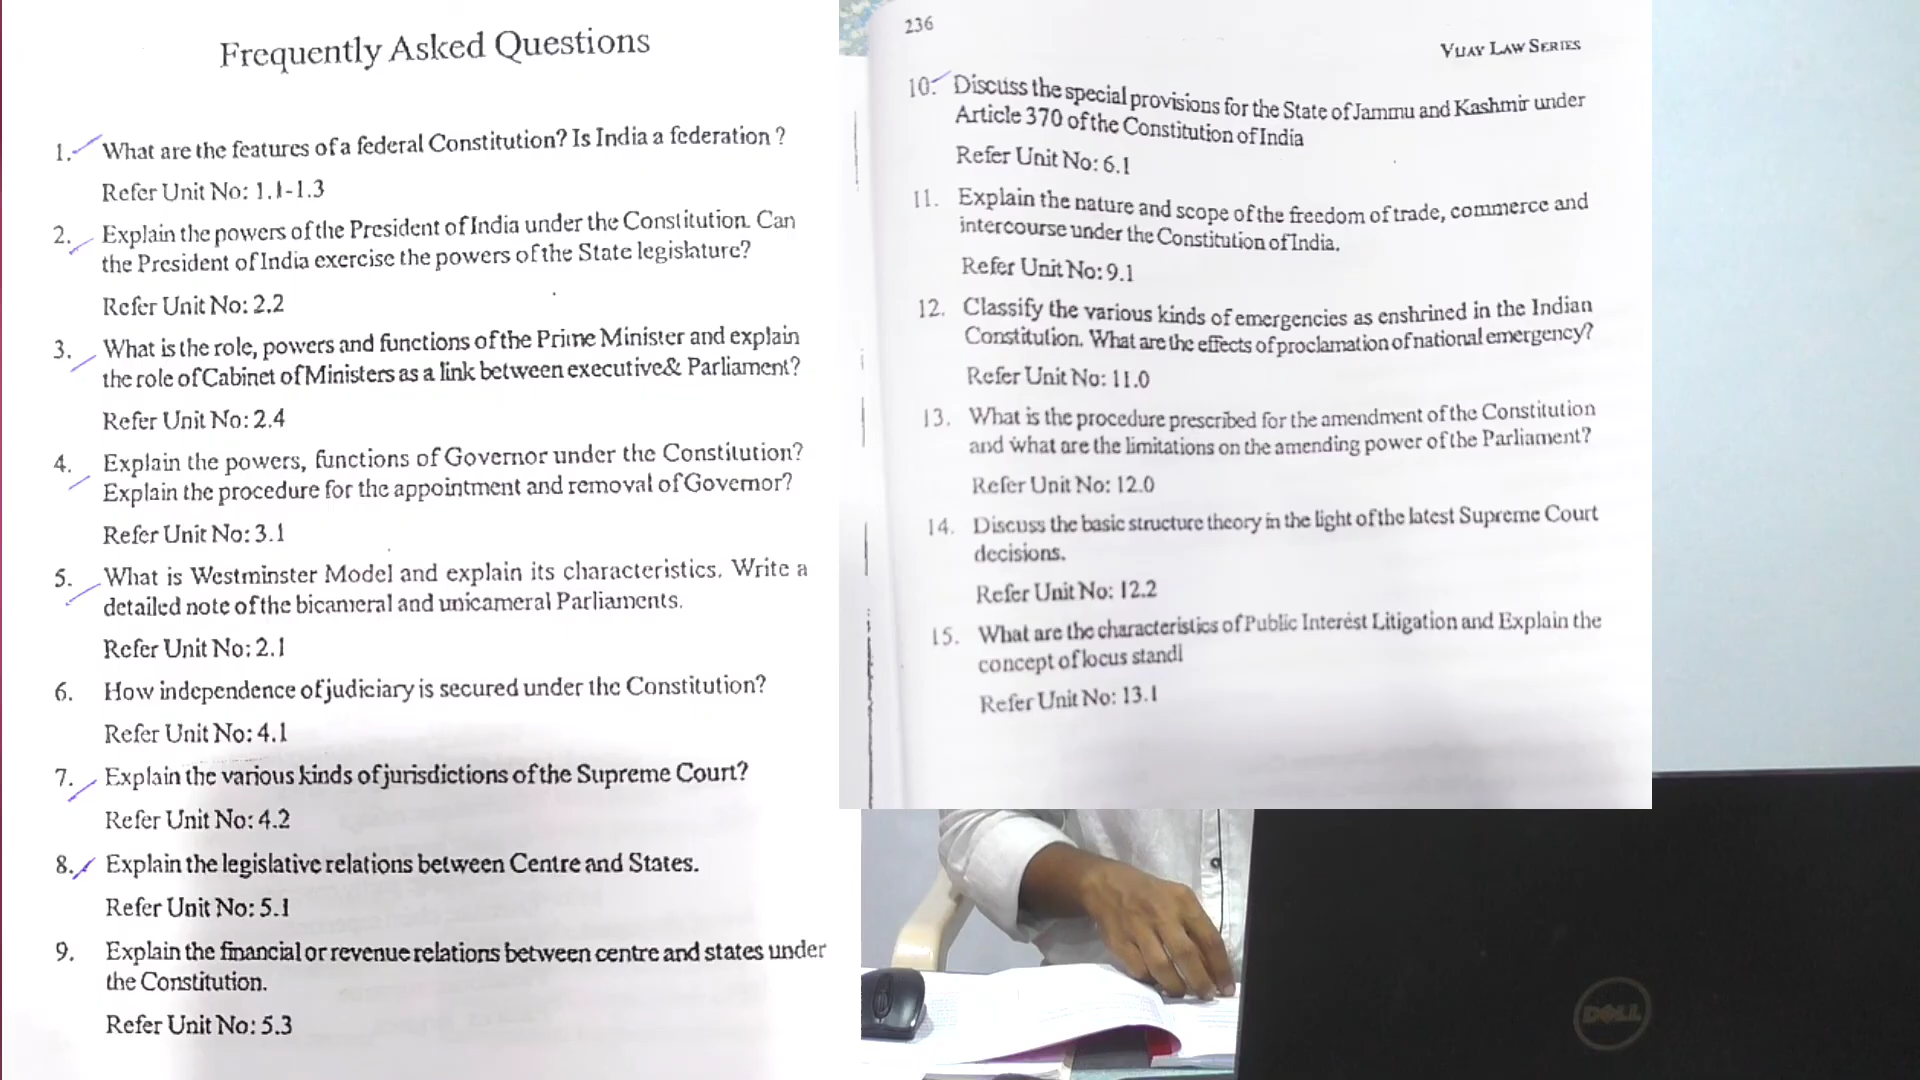 Frequently Asked Questions
1. What are the features of a federal Constitution? Is India a federation ?
Refer Unit No: 1.1-1.3
2. Explain the powers of the President of India under the Constitution. Can
the President of India exercise the powers of the State legislature?
Refer Unit No: 2.2
3. What is the role, powers and functions of the Prime Minister and explain
the role of Cabinet of Ministers as a link between executive& Parliament?
Refer Unit No: 2.4
4. Explain the powers, functions of Governor under the Constitution?
Explain the procedure for the appointment and removal of Governor?
Refer Unit No: 3.1
5. What is Westminster Model and explain its characteristics. Write a
detailed note of the bicameral and unicameral Parliaments.
Refer Unit No: 2.1
6. How independence of judiciary is secured under the Constitution?
Refer Unit No: 4.1
7. Explain the various kinds of jurisdictions of the Supreme Court?
Refer Unit No: 4.2
8. Explain the legislative relations between Centre and States.
Refer Unit No: 5.1
9. Explain the financial or revenue relations between centre and states under
the Constitution.
Refer Unit No: 5.3
236
VIJAY LAW SERIES
10. Discuss the special provisions for the State of Jammu and Kashmir under
Article 370 of the Constitution of India
Refer Unit No: 6.1
11. Explain the nature and scope of the freedom of trade, commerce and
intercourse under the Constitution of India.
Refer Unit No: 9.1
12. Classify the various kinds of emergencies as enshrined in the Indian
Constitution. What are the effects of proclamation of national emergency?
Refer Unit No: 11.0
13. What is the procedure prescribed for the amendment of the Constitution
and what are the limitations on the amending power of the Parliament?
Refer Unit No: 12.0
14. Discuss the basic structure theory in the light of the latest Supreme Court
decisions.
Refer Unit No: 12.2
15. What are the characteristics of Public Interest Litigation and Explain the
concept of locus standi
Refer Unit No: 13.1
DELL